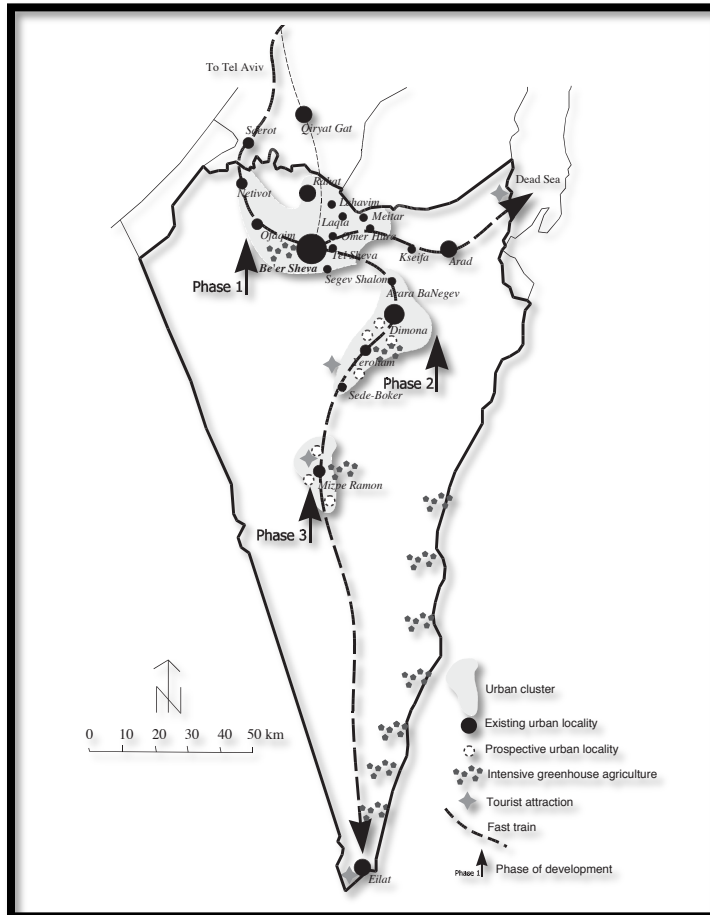 To Tel Aviv
Qiryat Gat
Sderot
Dead Sea
Rahat
Netivot
Lehavim
Laqia
Meitar
Ofaqim
Omer Hura
Tel Sheva
Kseifa
Arad
Be'er Sheva
Segev Shalom
Phase 1
Arara BaNegev
Dimona
Yeroham
Phase 2
Sede-Boker
Mizpe Ramon
Phase 3
N
0 10 20 30 40 50 km
Urban cluster
Existing urban locality
Prospective urban locality
Intensive greenhouse agriculture
Tourist attraction
Fast train
Phase 1
Phase of development
Eilat